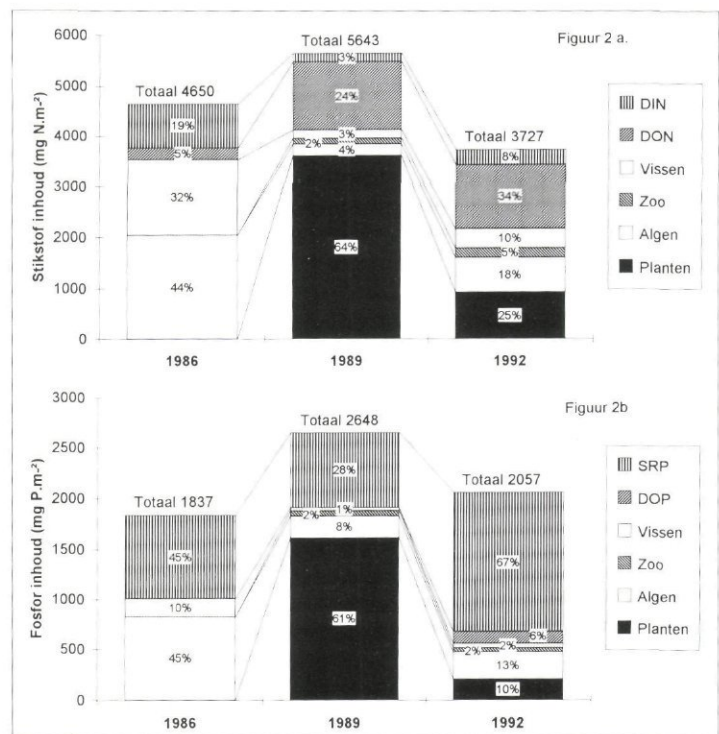 Figuur 2 a.
Stikstof inhoud (mg N.m-²)
6000
5000
4000
3000
2000
1000
0
Totaal 4650
19%
5%
32%
44%
Totaal 5643
3%
24%
3%
2%
4%
64%
Totaal 3727
8%
34%
10%
5%
18%
25%
1986 1989 1992
DIN
DON
Vissen
Zoo
Algen
Planten
Figuur 2b
Fosfor inhoud (mg P.m-²)
3000
2500
2000
1500
1000
500
0
Totaal 1837
45%
10%
45%
Totaal 2648
28%
1%
2%
8%
61%
Totaal 2057
67%
6%
2%
2%
13%
10%
1986 1989 1992
SRP
DOP
Vissen
Zoo
Algen
Planten